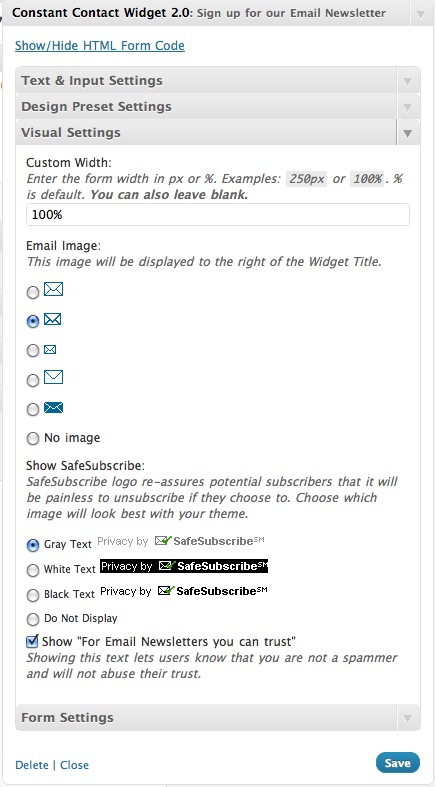 Constant Contact Widget 2.0: Sign up for our Email Newsletter
Show/Hide HTML Form Code
Text & Input Settings
Design Preset Settings
Visual Settings
Custom Width:
Enter the form width in px or %. Examples: 250px or 100%. %
is default. You can also leave blank.
100%
Email Image:
This image will be displayed to the right of the Widget Title.
No image
Show SafeSubscribe:
SafeSubscribe logo re-assures potential subscribers that it will
be painless to unsubscribe if they choose to. Choose which
image will look best with your theme.
Gray Text Privacy by SafeSubscribe℠
White Text Privacy by SafeSubscribe℠
Black Text Privacy by SafeSubscribe℠
Do Not Display
Show "For Email Newsletters you can trust"
Showing this text lets users know that you are not a spammer
and will not abuse their trust.
Form Settings
Delete | Close Save